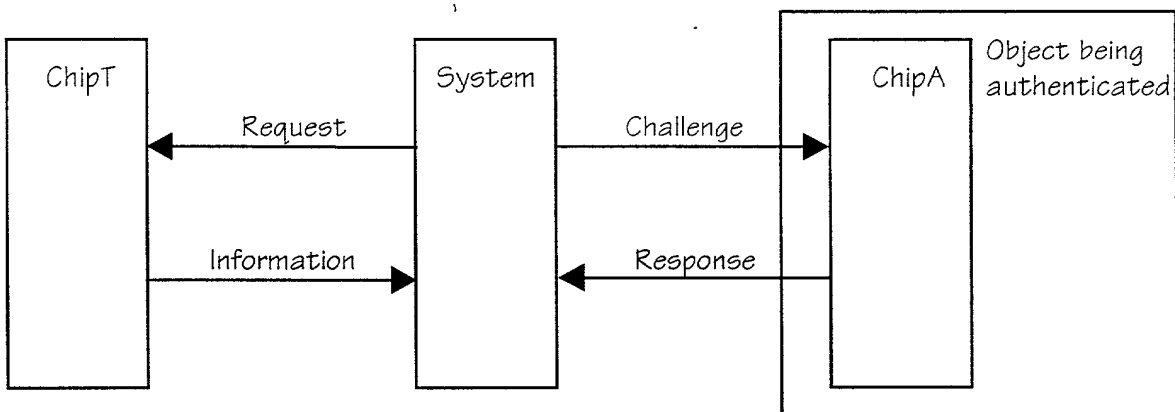 ChipT
System
ChipA
Object being
authenticated
Request
Challenge
Information
Response